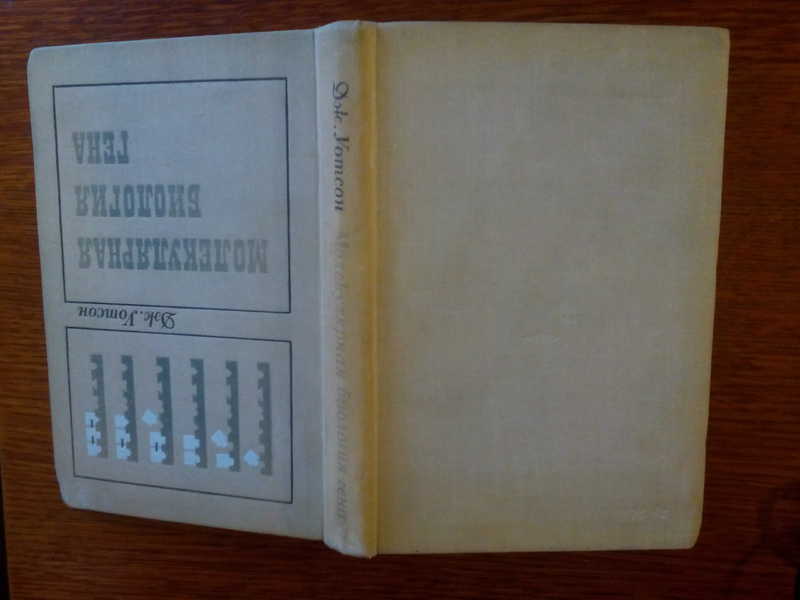 Дж. Уотсон
МОЛЕКУЛЯРНАЯ
БИОЛОГИЯ
ГЕНА
Дж. Уотсон Молекулярная биология гена